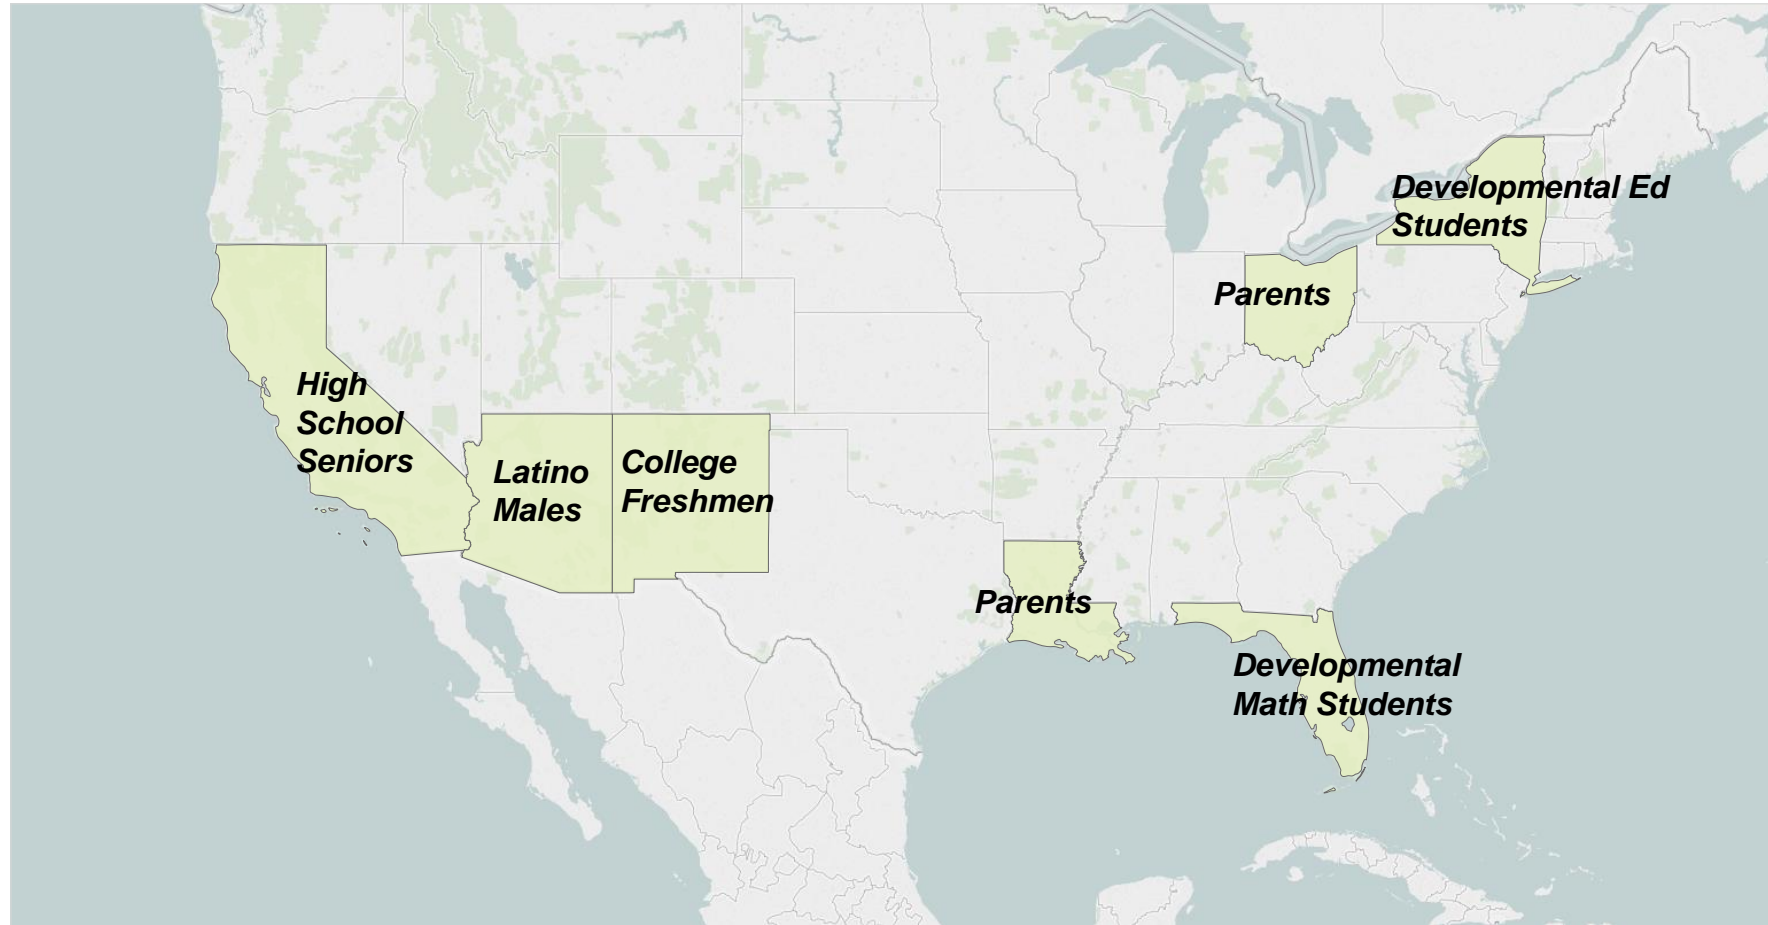 Developmental Ed
Students
Parents
High
School
Seniors
Latino
Males
College
Freshmen
Parents
Developmental
Math Students